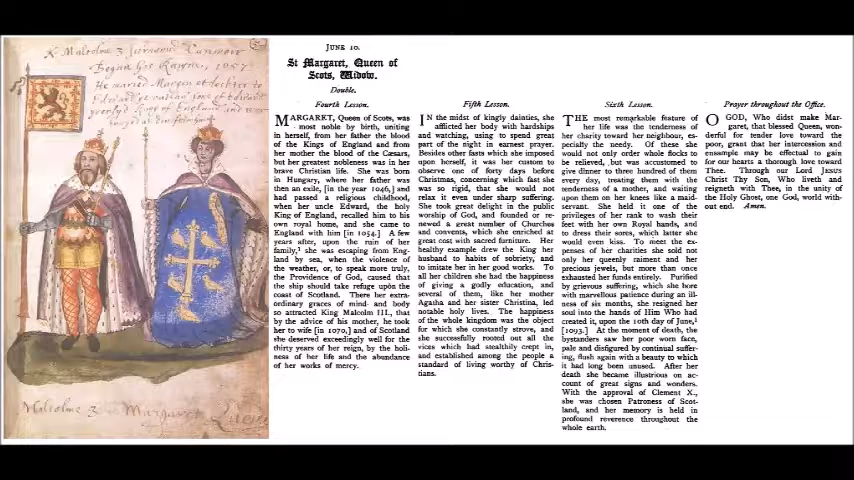 Malcolme 3 Surnamed Canmoir
Began his Raigne, 1057
He maried Margret dochter to
June 10.
St Margaret, Queen of
Scots, Widow.
Double.
Fourth Lesson.
MARGARET, Queen of Scots, was
most noble by birth, uniting
in herself, from her father the blood
of the Kings of England and from
her mother the blood of the Cæsars,
but her greatest nobleness was in her
brave Christian life. She was born
in Hungary, where her father was
then an exile, [in the year 1046,] and
had passed a religious childhood,
when her uncle Edward, the holy
King of England, recalled him to his
own royal home, and she came to
England with him [in 1054.] A few
years after, upon the ruin of her
family,¹ she was escaping from Eng-
land by sea, when the violence of
the weather, or, to speak more truly,
the Providence of God, caused that
the ship should take refuge upon the
coast of Scotland. There her extra-
ordinary graces of mind and body
so attracted King Malcolm III., that
by the advice of his mother, he took
her to wife [in 1070,] and of Scotland
she deserved exceedingly well for the
thirty years of her reign, by the holi-
ness of her life and the abundance
of her works of mercy.
Fifth Lesson.
IN the midst of kingly dainties, she
afflicted her body with hardships
and watching, using to spend great
part of the night in earnest prayer.
Besides other fasts which she imposed
upon herself, it was her custom to
observe one of forty days before
Christmas, concerning which fast she
was so rigid, that she would not
relax it even under sharp suffering.
She took great delight in the public
worship of God, and founded or re-
newed a great number of Churches
and convents, which she enriched at
great cost with sacred furniture. Her
healthy example drew the King her
husband to habits of sobriety, and
to imitate her in her good works. To
all her children she had the happiness
of giving a godly education, and
several of them, like her mother
Agatha and her sister Christina, led
notable holy lives. The happiness
of the whole kingdom was the object
for which she constantly strove, and
she successfully rooted out all the
vices which had stealthily crept in,
and established among the people a
standard of living worthy of Chris-
tians.
Sixth Lesson.
THE most remarkable feature of
her life was the tenderness of
her charity toward her neighbour, es-
pecially the needy. Of these she
would not only order whole flocks to
be relieved, but was accustomed to
give dinner to three hundred of them
every day, treating them with the
tenderness of a mother, and waiting
upon them on her knees like a maid-
servant. She held it one of the
privileges of her rank to wash their
feet with her own Royal hands, and
to dress their sores, which latter she
would even kiss. To meet the ex-
penses of her charities she sold not
only her queenly raiment and her
precious jewels, but more than once
exhausted her funds entirely. Purified
by grievous suffering, which she bore
with marvellous patience during an ill-
ness of six months, she resigned her
soul into the hands of Him Who had
created it, upon the 10th day of June,¹
[1093.] At the moment of death, the
bystanders saw her poor worn face,
pale and disfigured by continual suffer-
ing, flush again with a beauty to which
it had long been unused. After her
death she became illustrious on ac-
count of great signs and wonders.
With the approval of Clement X.,
she was chosen Patroness of Scot-
land, and her memory is held in
profound reverence throughout the
whole earth.
Prayer throughout the Office.
O GOD, Who didst make Mar-
garet, that blessed Queen, won-
derful for tender love toward the
poor, grant that her intercession and
ensample may be effectual to gain
for our hearts a thorough love toward
Thee. Through our Lord JESUS
Christ Thy Son, Who liveth and
reigneth with Thee, in the unity of
the Holy Ghost, one God, world with-
out end. Amen.
Malcolme 3 Margaret